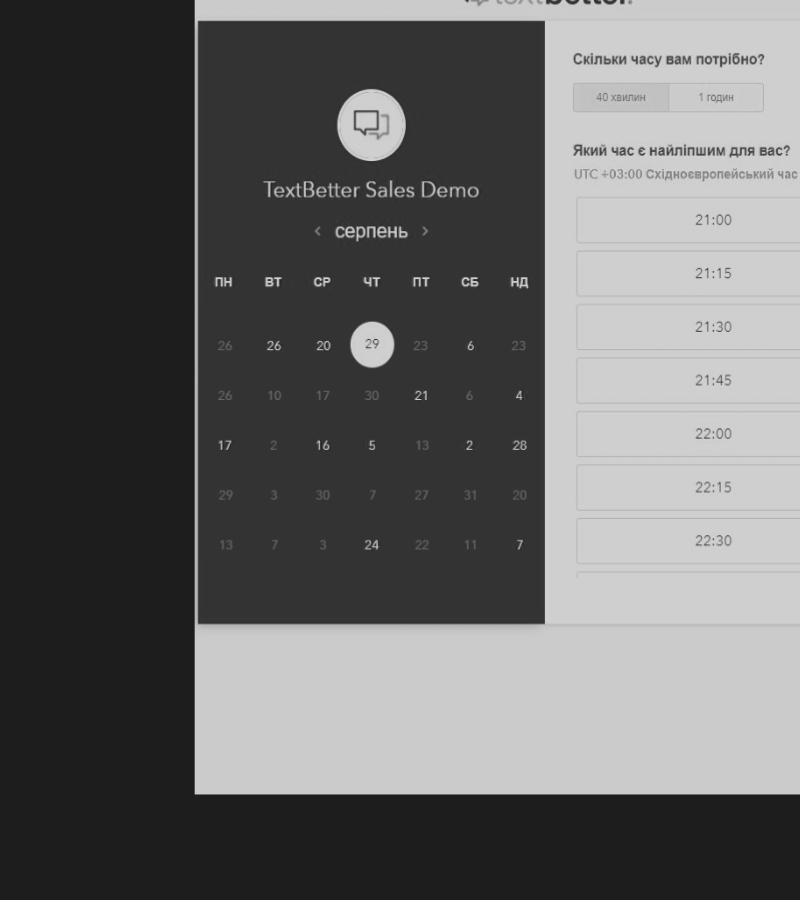 textbetter.
TextBetter Sales Demo
‹ серпень ›
ПН ВТ СР ЧТ ПТ СБ НД
26 26 20 29 23 6 23
26 10 17 30 21 6 4
17 2 16 5 13 2 28
29 3 30 7 27 31 20
13 7 3 24 22 11 7
Скільки часу вам потрібно?
40 хвилин 1 годин
Який час є найліпшим для вас?
UTC +03:00 Східноєвропейський час
21:00
21:15
21:30
21:45
22:00
22:15
22:30